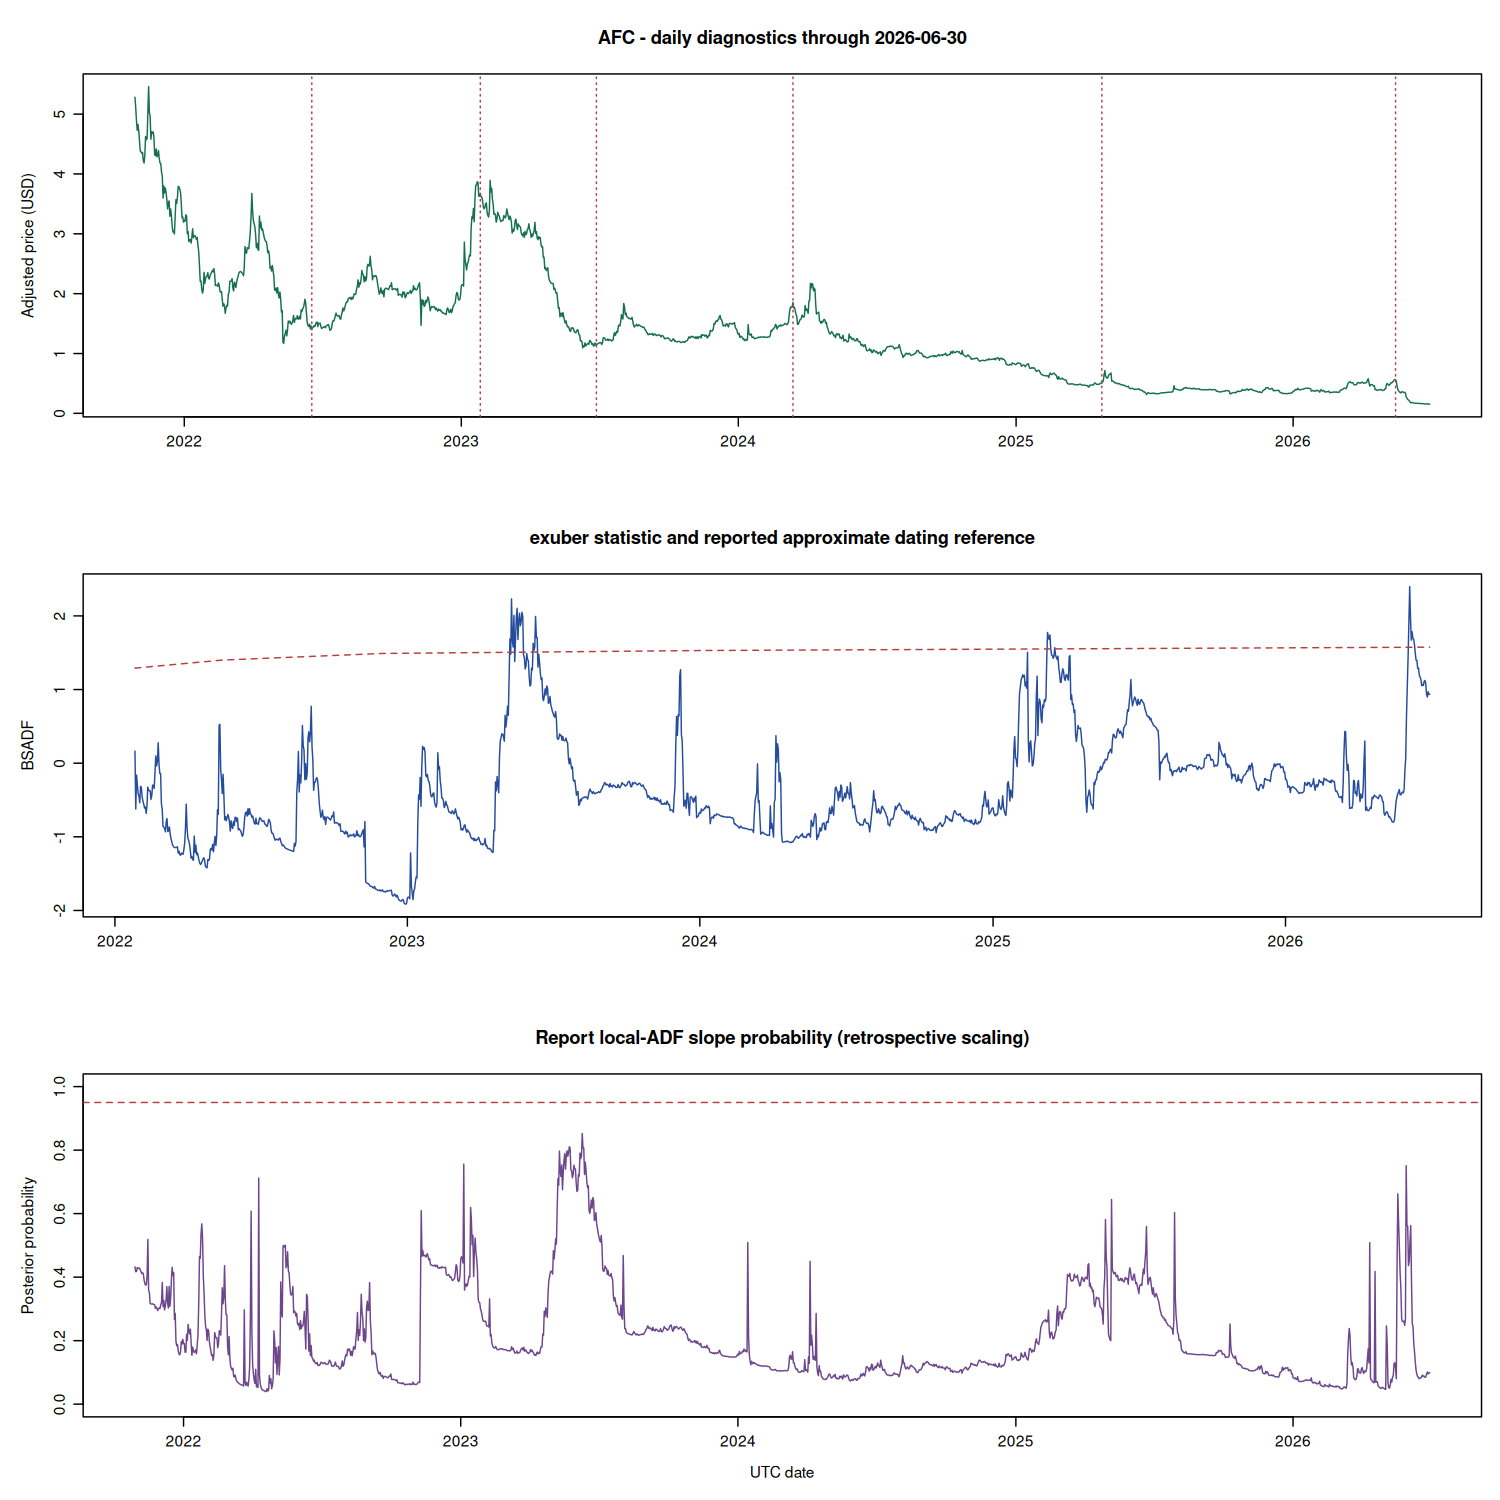 AFC - daily diagnostics through 2026-06-30
Adjusted price (USD)
5
4
3
2
1
0
2022 2023 2024 2025 2026
exuber statistic and reported approximate dating reference
BSADF
2
1
0
-1
-2
2022 2023 2024 2025 2026
Report local-ADF slope probability (retrospective scaling)
Posterior probability
1.0
0.8
0.6
0.4
0.2
0.0
2022 2023 2024 2025 2026
UTC date